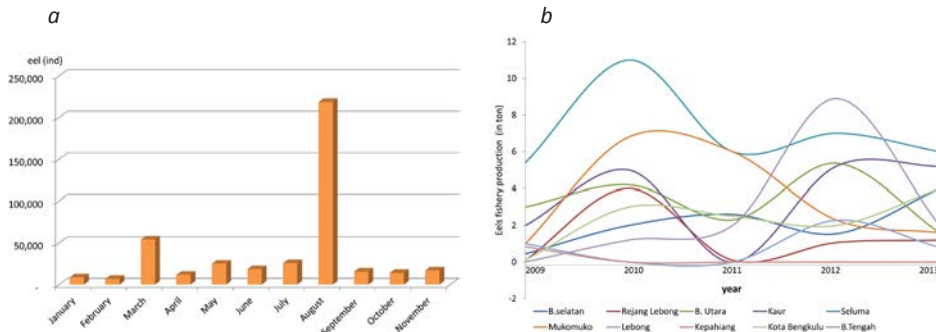 a
eel (ind)
250,000
200,000
150,000
100,000
50,000
-
January
February
March
April
May
June
July
August
September
October
November
b
Eels fishery production (in ton)
12
10
8
6
4
2
0
-2
2009 2010 2011 2012 2013
year
B.selatan Rejang Lebong B. Utara Kaur Seluma
Mukomuko Lebong Kepahiang Kota Bengkulu B.Tengah